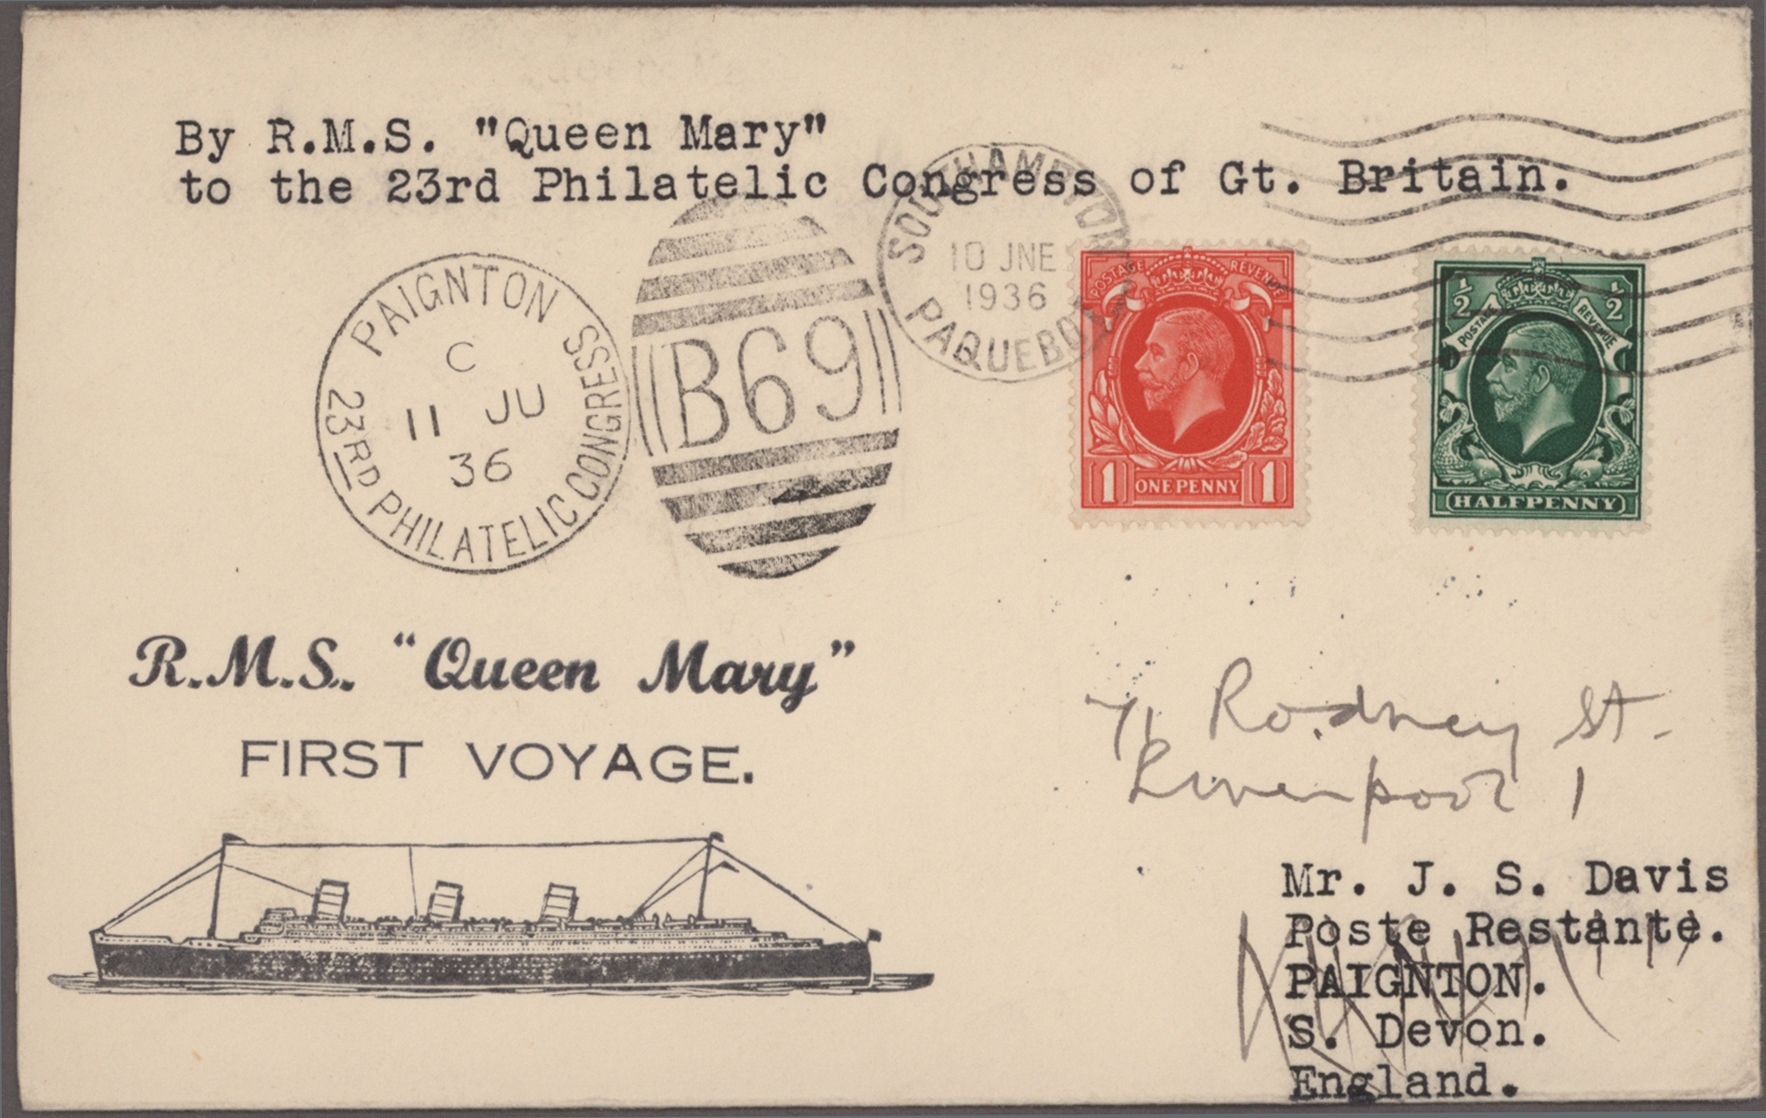 By R.M.S. "Queen Mary"
to the 23rd Philatelic Congress of Gt. Britain.
SOUTHAMPTON
10 JNE
1936
PAQUEBOT
PAIGNTON
C
11 JU
36
23RD PHILATELIC CONGRESS
B69
POSTAGE REVENUE
1 ONE PENNY 1
½ ½
POSTAGE REVENUE
HALFPENNY
R.M.S. "Queen Mary"
FIRST VOYAGE.
71 Rodney St.
Liverpool 1
Mr. J. S. Davis
Poste Restante.
PAIGNTON.
S. Devon.
England.